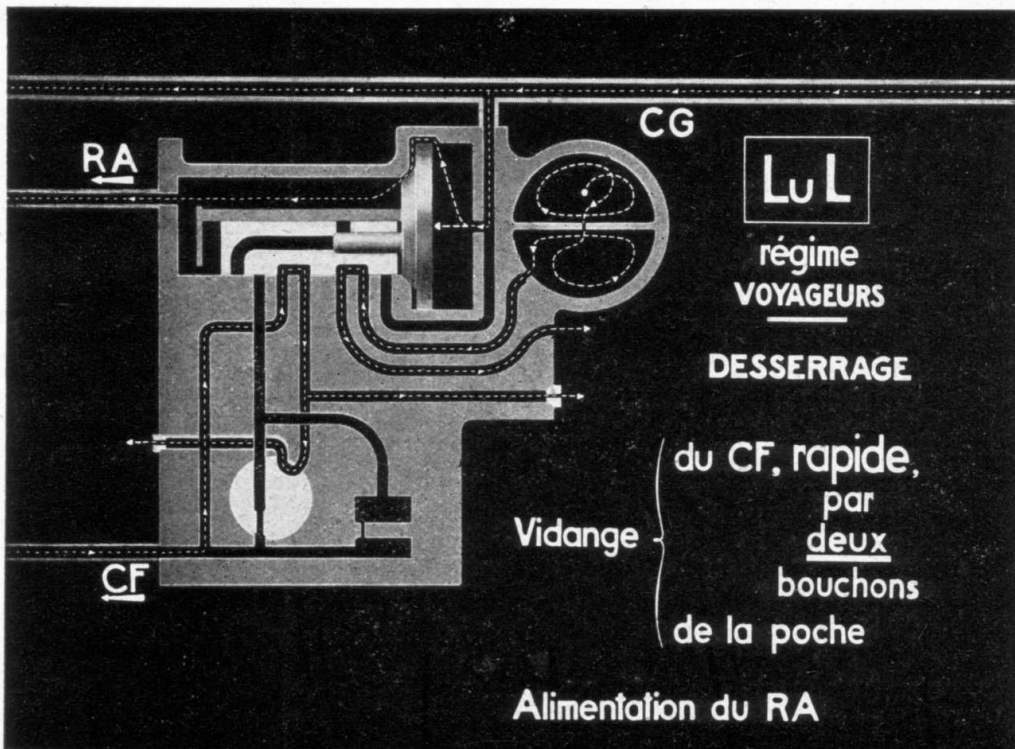 CG
RA
LuL
régime
VOYAGEURS
DESSERRAGE
du CF, rapide,
par
deux
Vidange
bouchons
de la poche
CF
Alimentation du RA